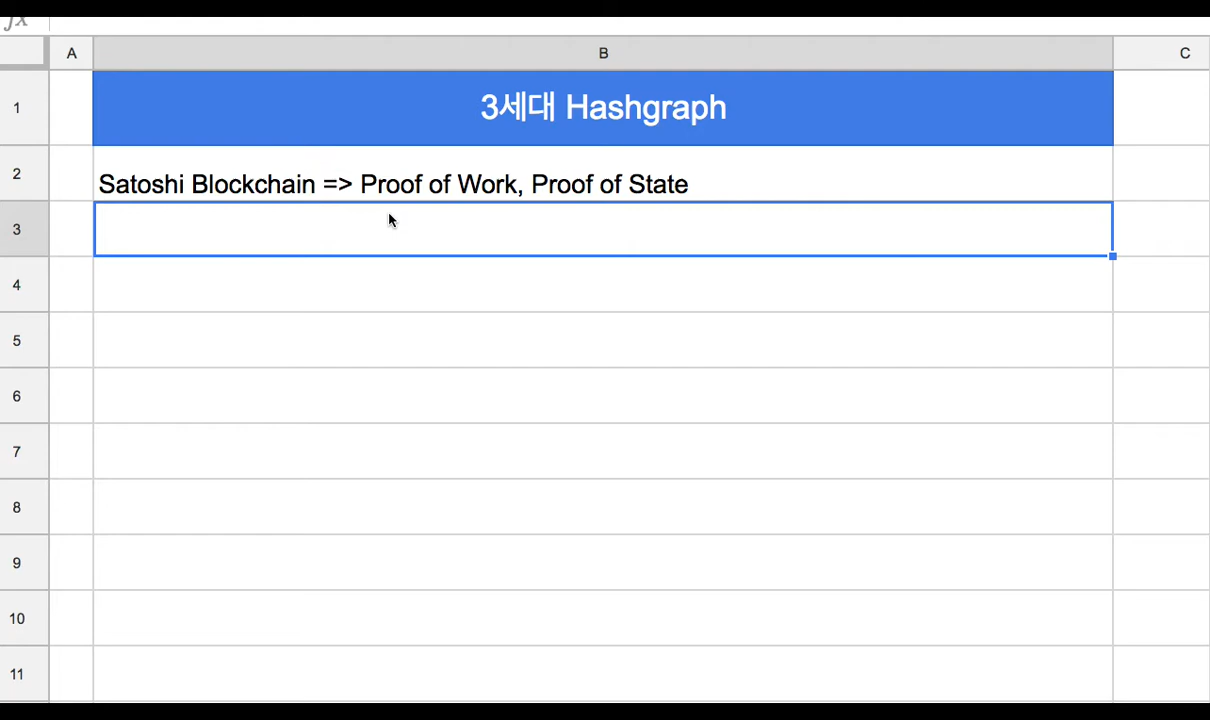 fx
A B C
1 3세대 Hashgraph
2 Satoshi Blockchain => Proof of Work, Proof of State
3
4
5
6
7
8
9
10
11